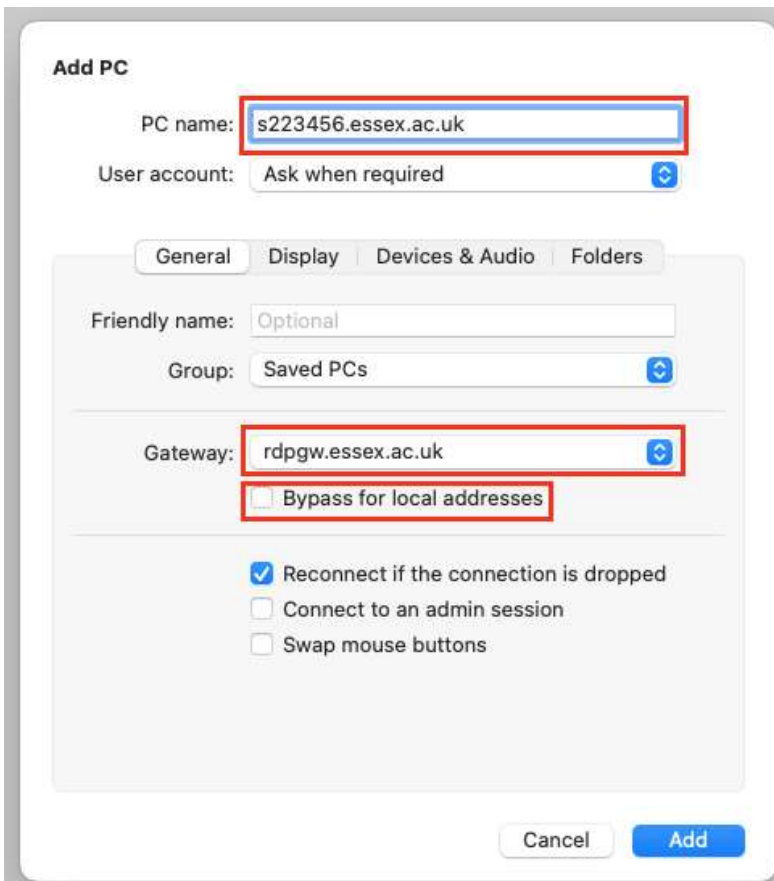 Add PC
PC name: s223456.essex.ac.uk
User account: Ask when required
General Display Devices & Audio Folders
Friendly name: Optional
Group: Saved PCs
Gateway: rdpgw.essex.ac.uk
Bypass for local addresses
Reconnect if the connection is dropped
Connect to an admin session
Swap mouse buttons
Cancel Add